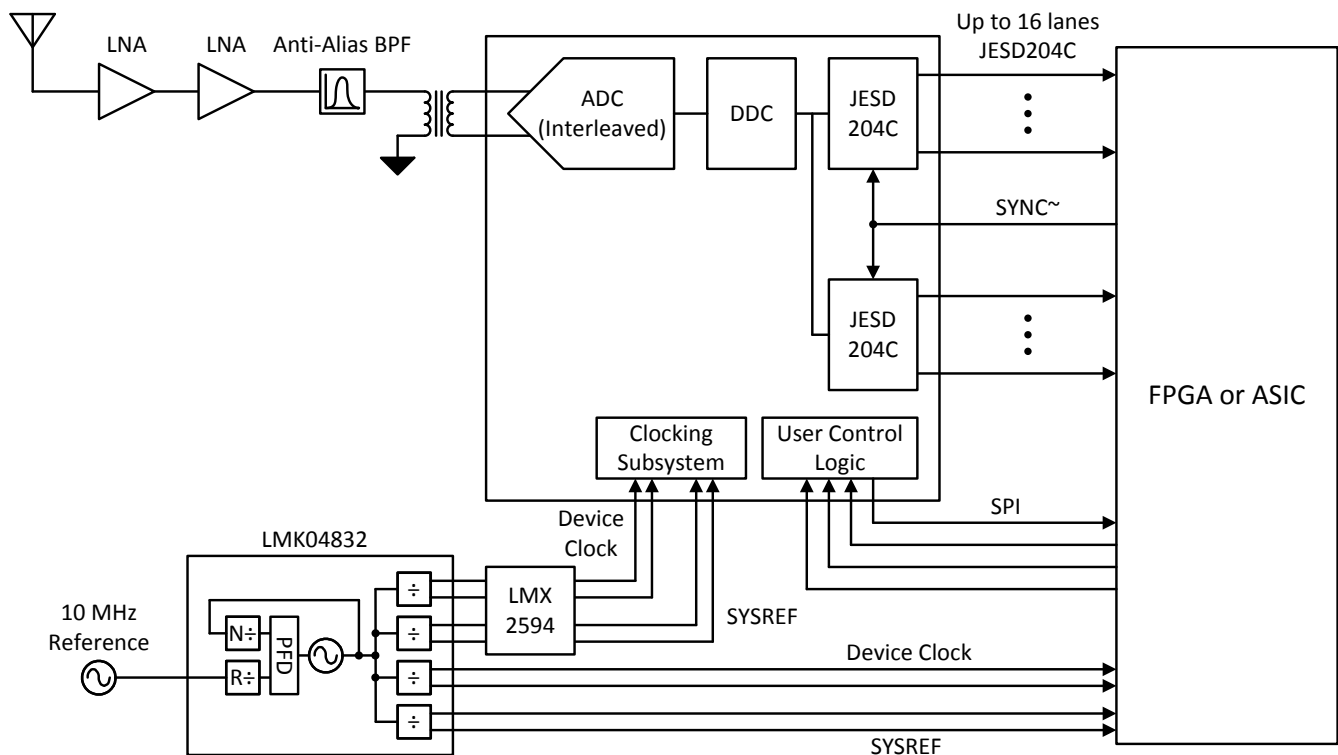 Up to 16 lanes
JESD204C
LNA
LNA
Anti-Alias BPF
ADC
(Interleaved)
DDC
JESD
204C
SYNC~
JESD
204C
FPGA or ASIC
Clocking
Subsystem
User Control
Logic
SPI
Device
Clock
LMK04832
10 MHz
Reference
N÷
R÷
PFD
÷
÷
÷
÷
LMX
2594
SYSREF
Device Clock
SYSREF